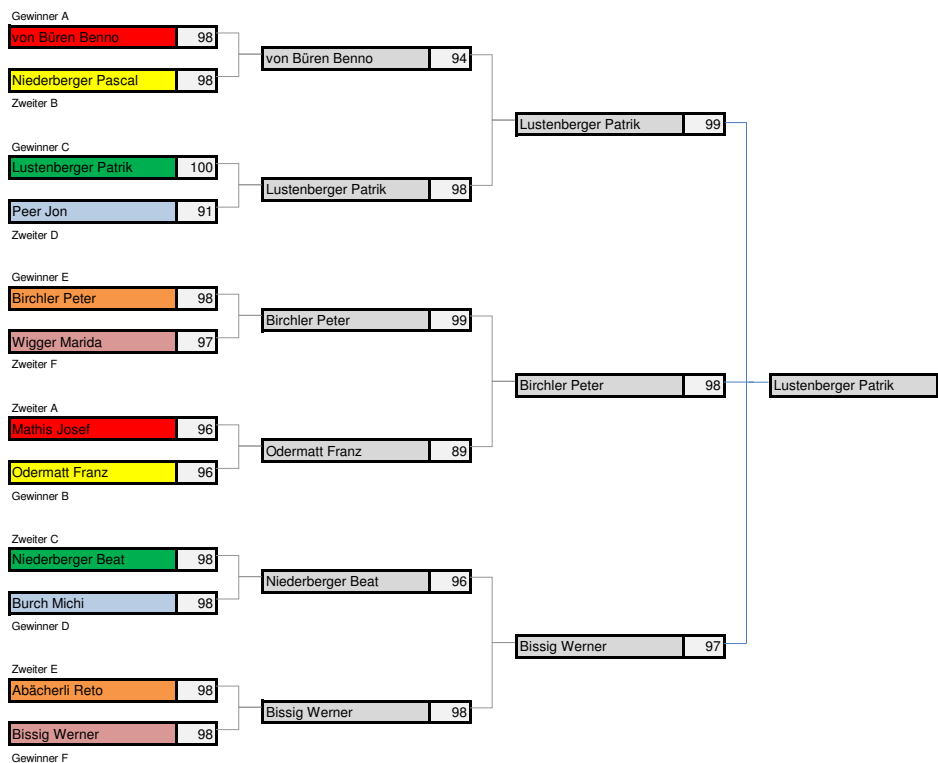 Gewinner A
von Büren Benno 98
Niederberger Pascal 98
Zweiter B
Gewinner C
Lustenberger Patrik 100
Peer Jon 91
Zweiter D
Gewinner E
Birchler Peter 98
Wigger Marida 97
Zweiter F
Zweiter A
Mathis Josef 96
Odermatt Franz 96
Gewinner B
Zweiter C
Niederberger Beat 98
Burch Michi 98
Gewinner D
Zweiter E
Abächerli Reto 98
Bissig Werner 98
Gewinner F
von Büren Benno 94
Lustenberger Patrik 98
Birchler Peter 99
Odermatt Franz 89
Niederberger Beat 96
Bissig Werner 98
Lustenberger Patrik 99
Birchler Peter 98
Bissig Werner 97
Lustenberger Patrik